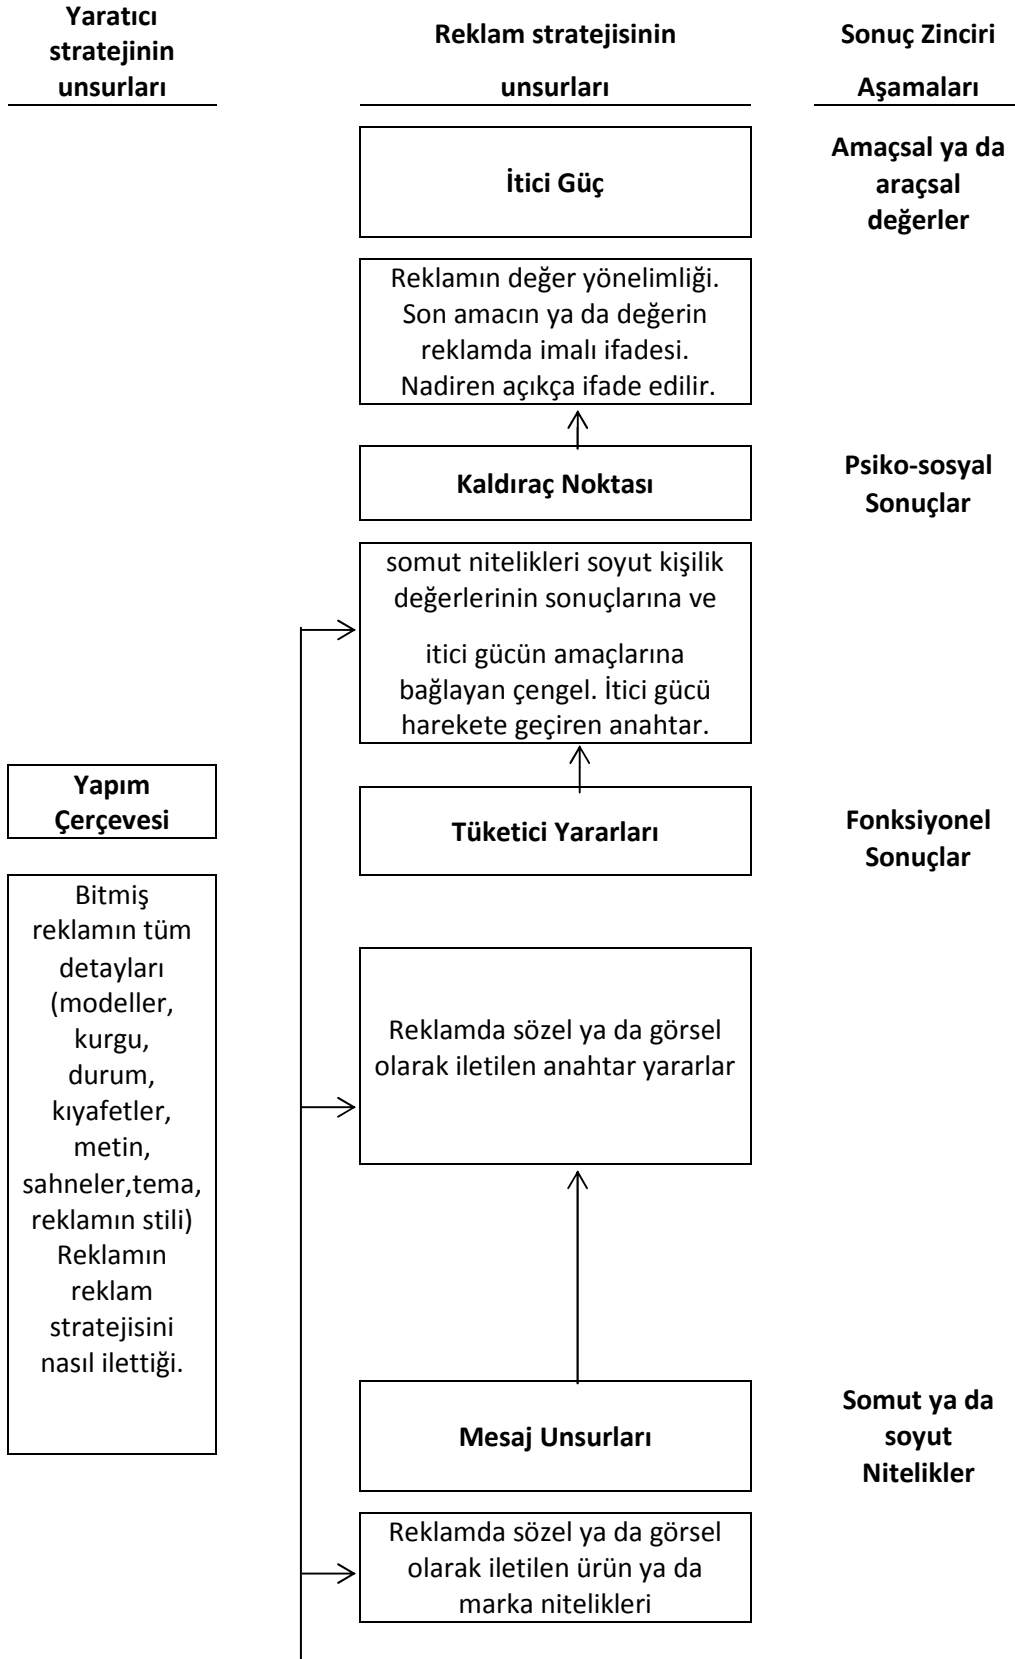 Yaratıcı
stratejinin
unsurları
Reklam stratejisinin
unsurları
Sonuç Zinciri
Aşamaları
İtici Güç
Amaçsal ya da
araçsal
değerler
Reklamın değer yönelimliği.
Son amacın ya da değerin
reklamda imalı ifadesi.
Nadiren açıkça ifade edilir.
Kaldıraç Noktası
Psiko-sosyal
Sonuçlar
somut nitelikleri soyut kişilik
değerlerinin sonuçlarına ve
itici gücün amaçlarına
bağlayan çengel. İtici gücü
harekete geçiren anahtar.
Yapım
Çerçevesi
Tüketici Yararları
Fonksiyonel
Sonuçlar
Bitmiş
reklamın tüm
detayları
(modeller,
kurgu,
durum,
kıyafetler,
metin,
sahneler,tema,
reklamın stili)
Reklamın
reklam
stratejisini
nasıl ilettiği.
Reklamda sözel ya da görsel
olarak iletilen anahtar yararlar
Mesaj Unsurları
Somut ya da
soyut
Nitelikler
Reklamda sözel ya da görsel
olarak iletilen ürün ya da
marka nitelikleri